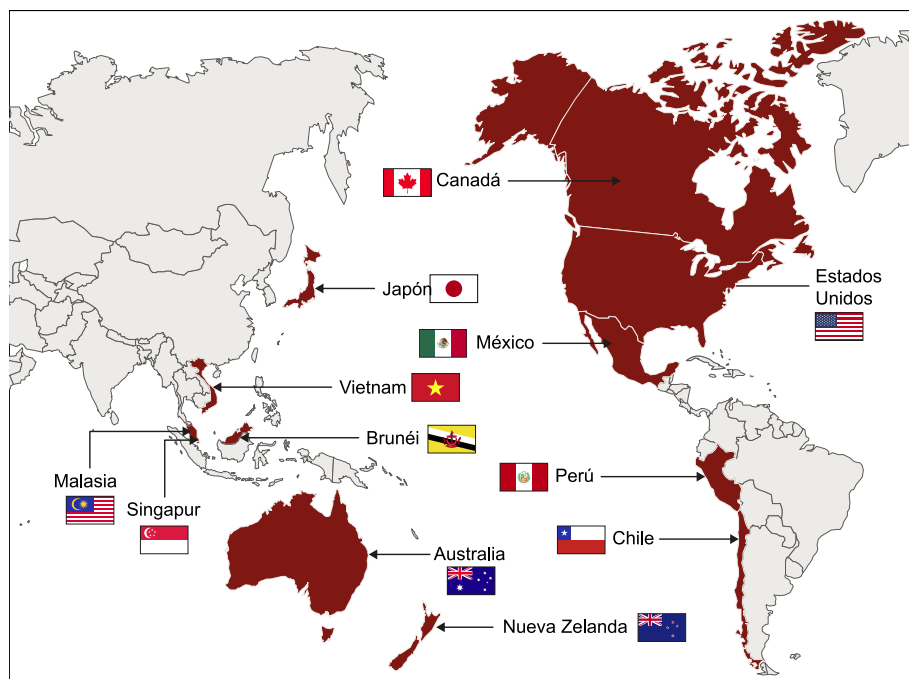 Canadá
Japón
Estados
Unidos
México
Vietnam
Brunéi
Malasia
Singapur
Perú
Chile
Australia
Nueva Zelanda